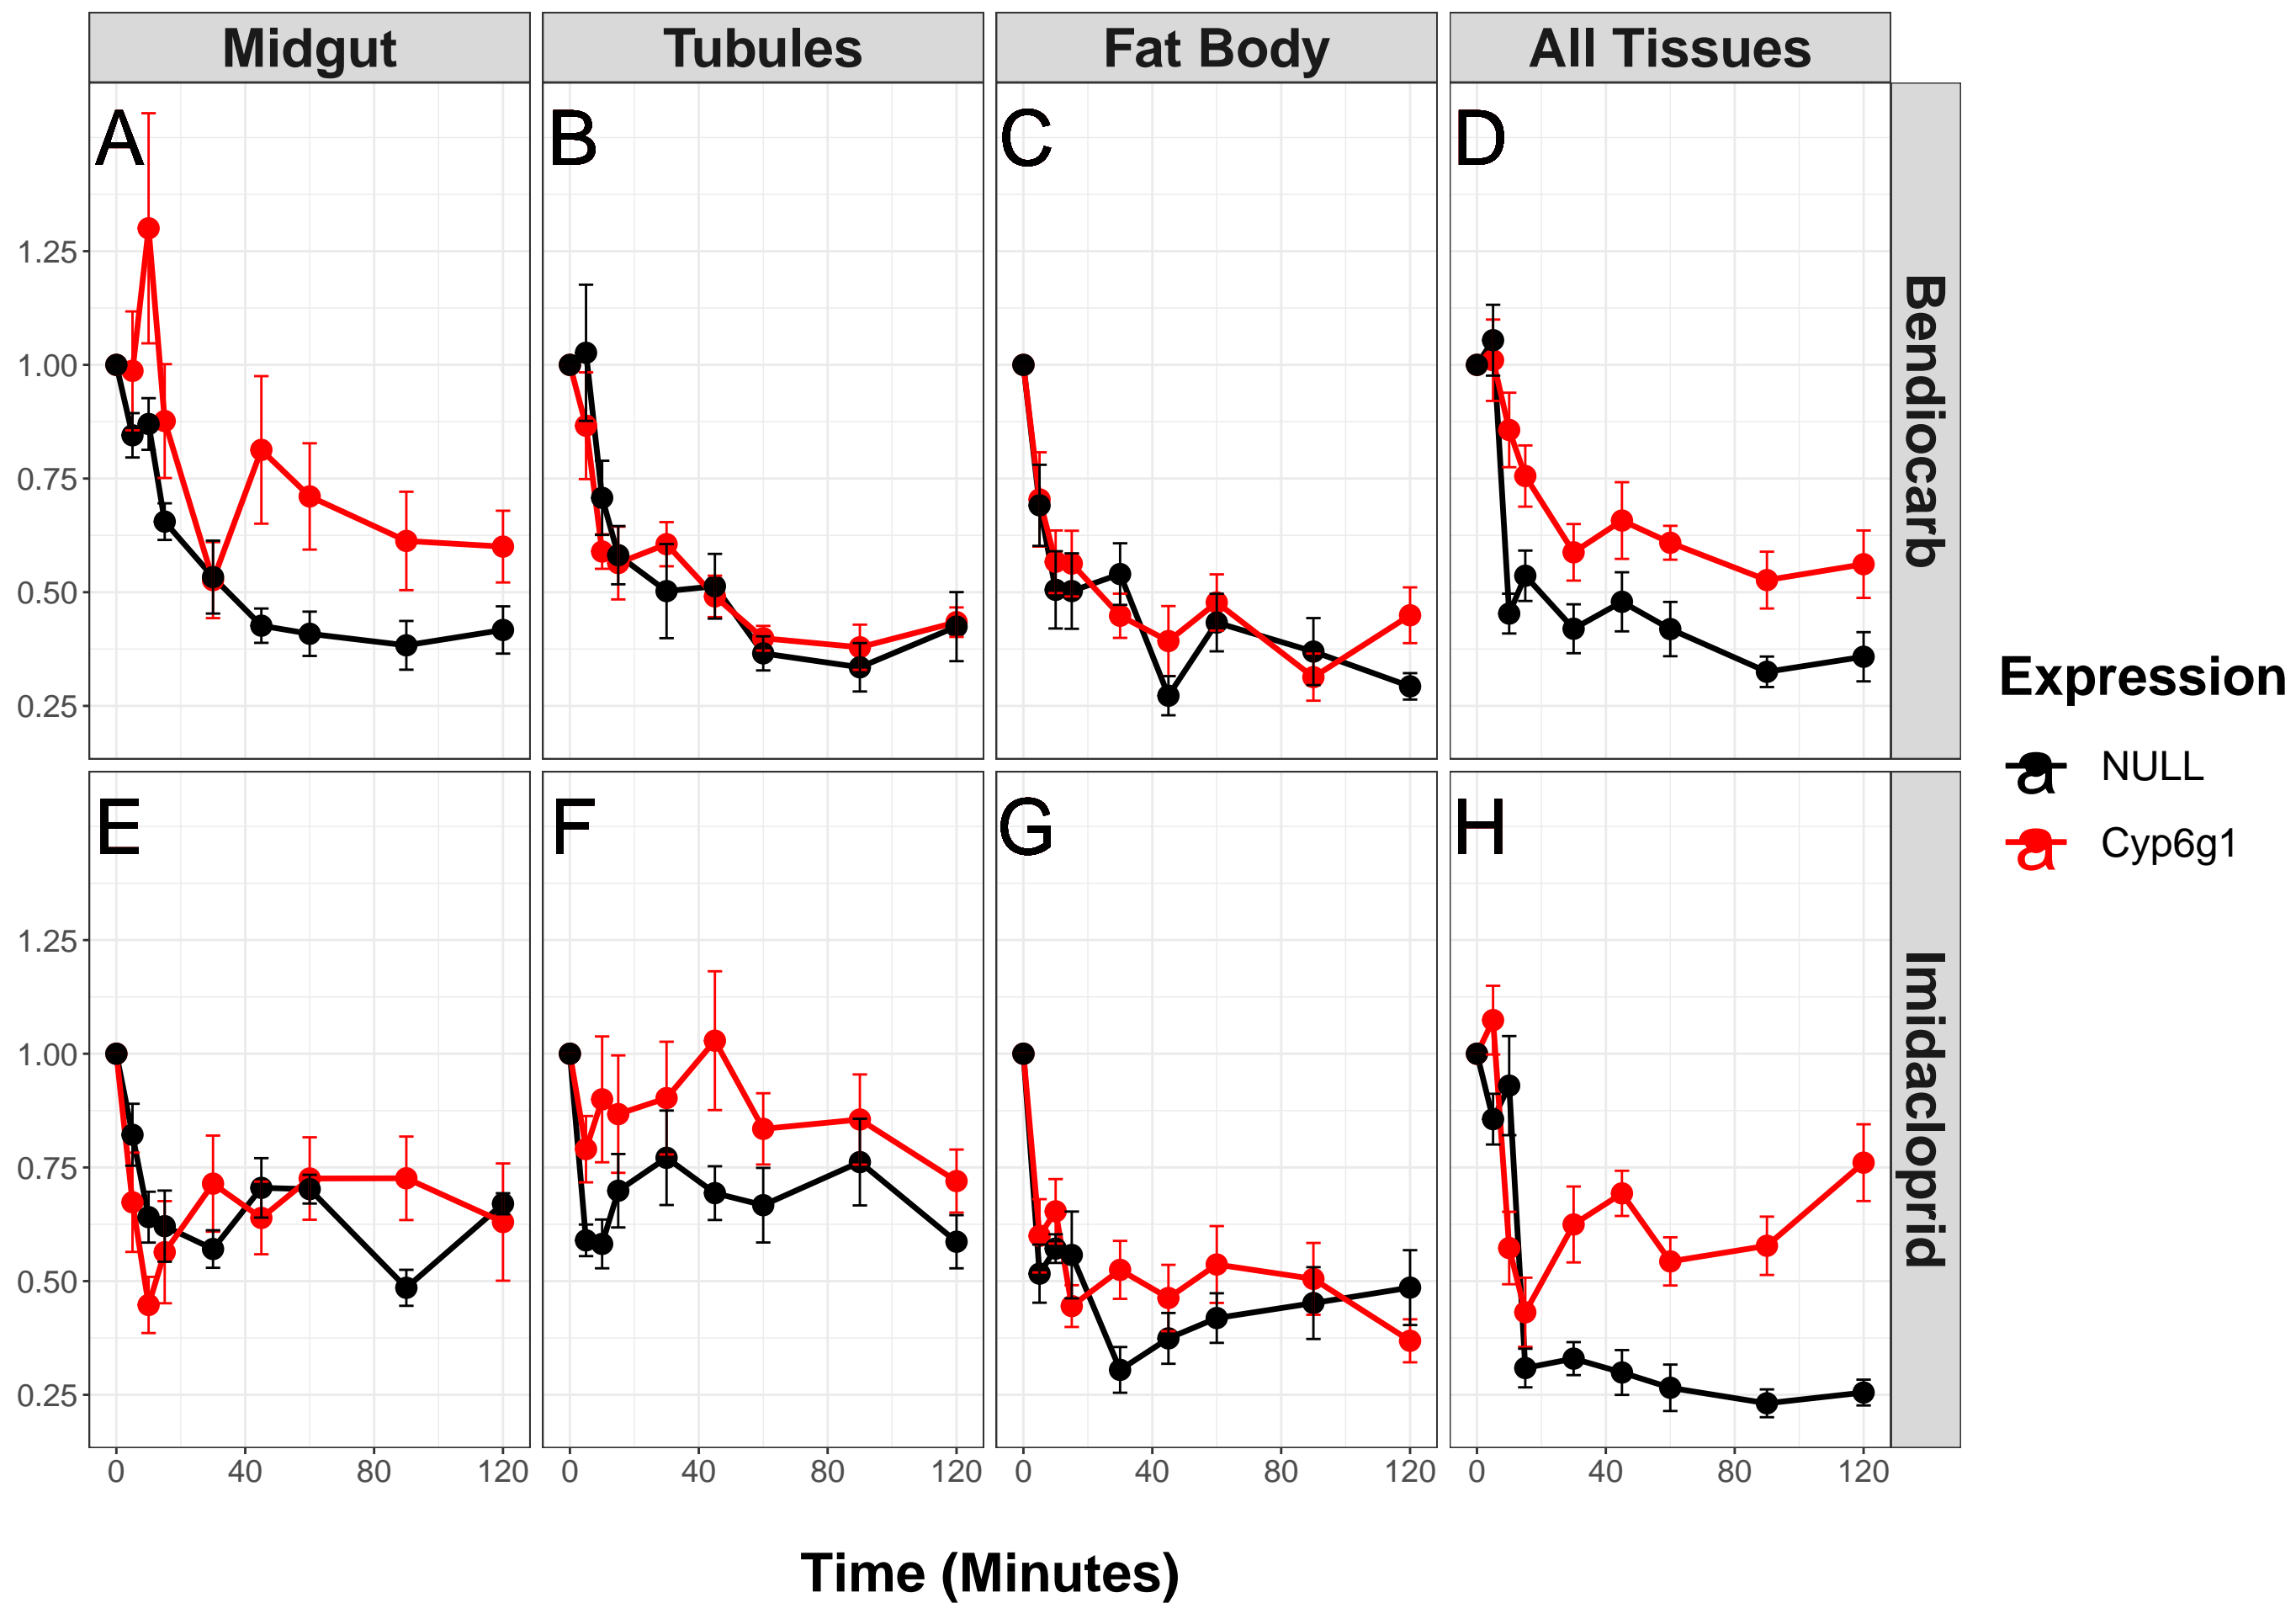 Midgut Tubules Fat Body All Tissues
A B C D
Bendiocarb
1.25
1.00
0.75
0.50
0.25
Expression
a NULL
a Cyp6g1
E F G H
Imidacloprid
1.25
1.00
0.75
0.50
0.25
0 40 80 120 0 40 80 120 0 40 80 120 0 40 80 120
Time (Minutes)